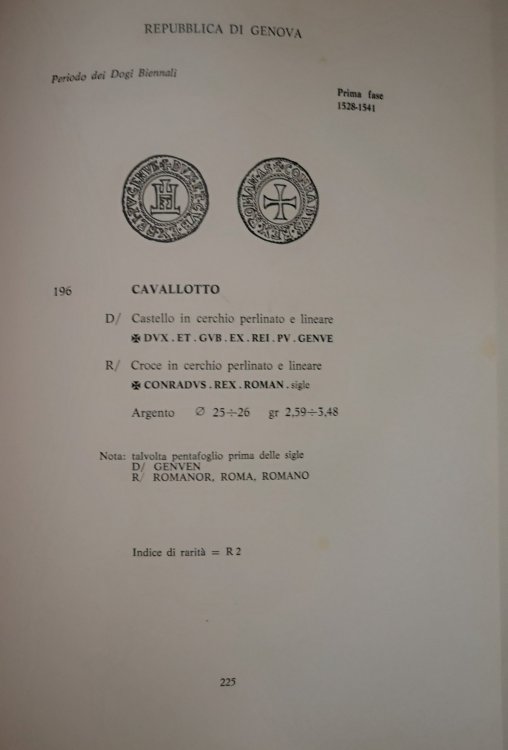 REPUBBLICA DI GENOVA
Periodo dei Dogi Biennali
Prima fase
1528-1541
196 CAVALLOTTO
D/ Castello in cerchio perlinato e lineare
✠ DVX . ET . GVB . EX . REI . PV . GENVE
R/ Croce in cerchio perlinato e lineare
✠ CONRADVS . REX . ROMAN . sigle
Argento Ø 25÷26 gr 2,59÷3,48
Nota: talvolta pentafoglio prima delle sigle
D/ GENVEN
R/ ROMANOR, ROMA, ROMANO
Indice di rarità = R 2
225